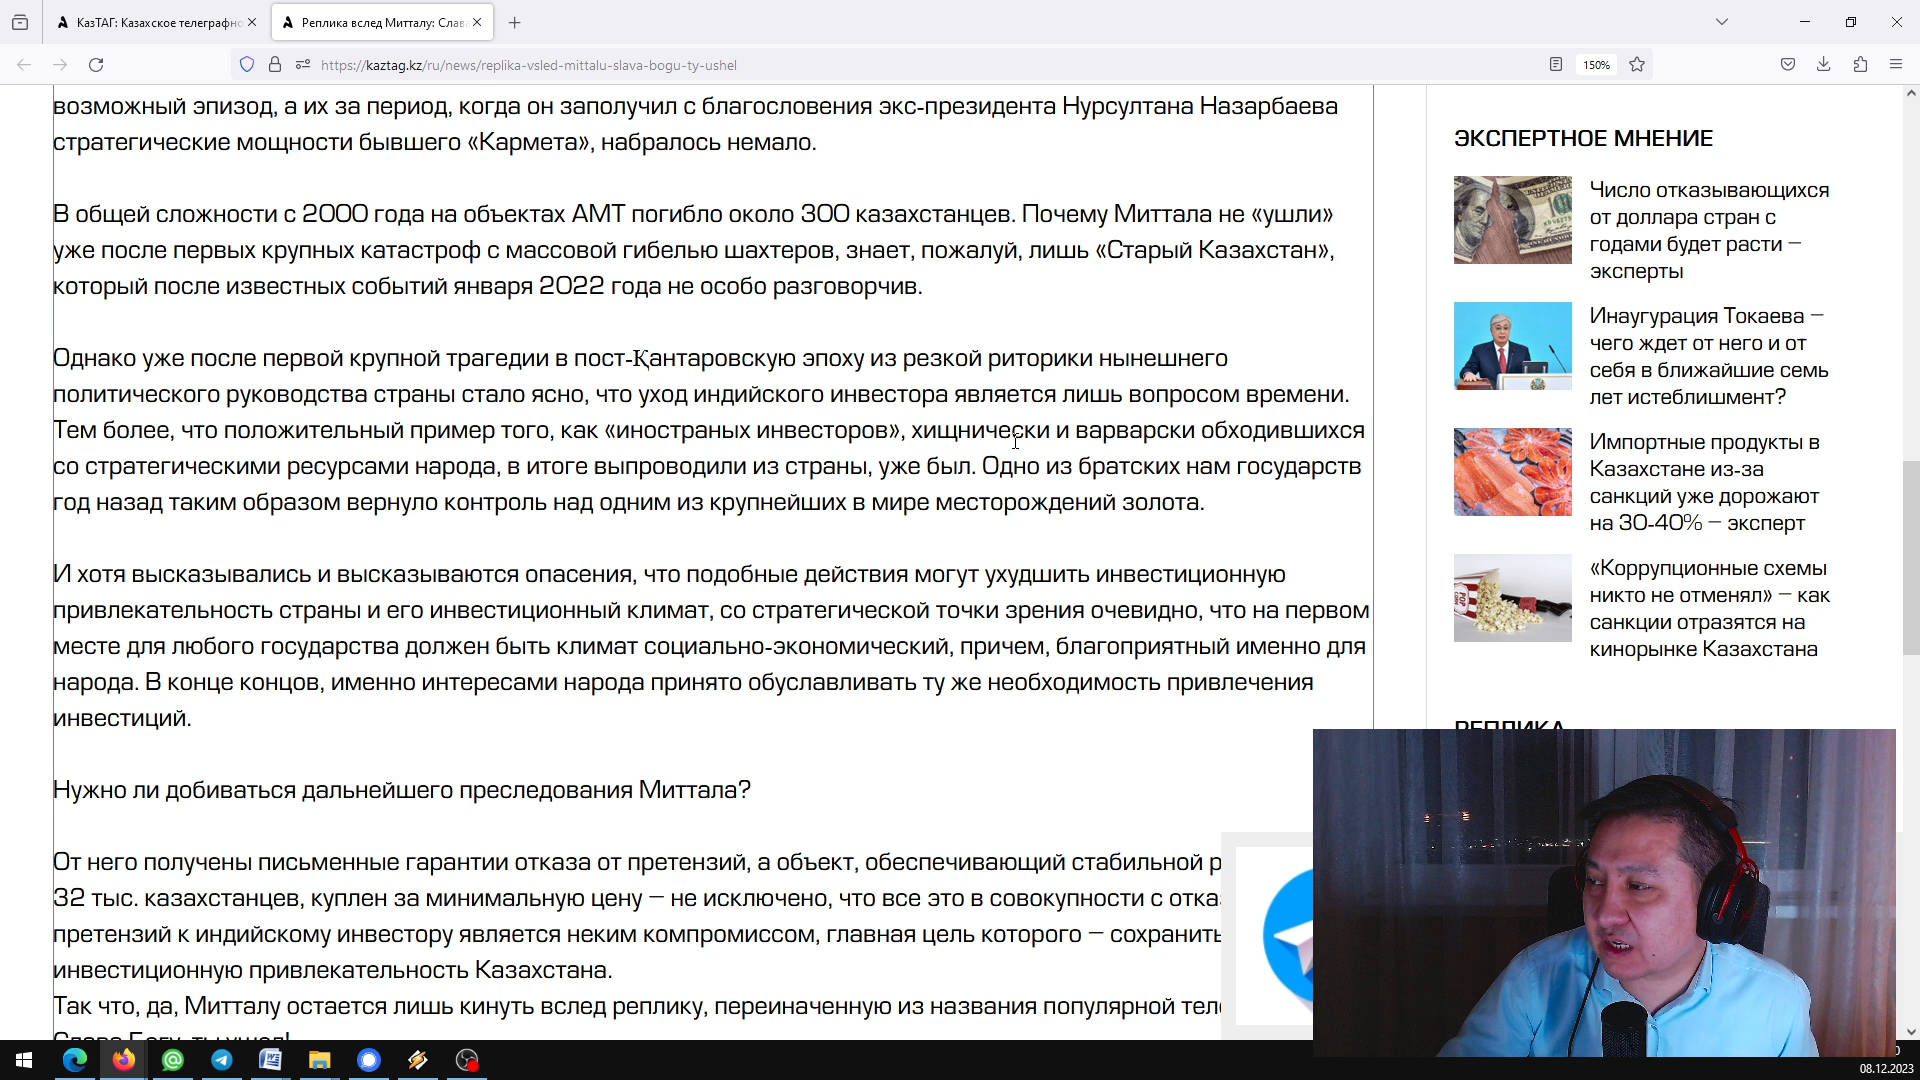 КазТАГ: Казахское телеграфно
Реплика вслед Митталу: Слав
https://kaztag.kz/ru/news/replika-vsled-mittalu-slava-bogu-ty-ushel
150%
возможный эпизод, а их за период, когда он заполучил с благословения экс-президента Нурсултана Назарбаева
стратегические мощности бывшего «Кармета», набралось немало.
В общей сложности с 2000 года на объектах АМТ погибло около 300 казахстанцев. Почему Миттала не «ушли»
уже после первых крупных катастроф с массовой гибелью шахтеров, знает, пожалуй, лишь «Старый Казахстан»,
который после известных событий января 2022 года не особо разговорчив.
Однако уже после первой крупной трагедии в пост-Қантаровскую эпоху из резкой риторики нынешнего
политического руководства страны стало ясно, что уход индийского инвестора является лишь вопросом времени.
Тем более, что положительный пример того, как «иностраных инвесторов», хищнически и варварски обходившихся
со стратегическими ресурсами народа, в итоге выпроводили из страны, уже был. Одно из братских нам государств
год назад таким образом вернуло контроль над одним из крупнейших в мире месторождений золота.
И хотя высказывались и высказываются опасения, что подобные действия могут ухудшить инвестиционную
привлекательность страны и его инвестиционный климат, со стратегической точки зрения очевидно, что на первом
месте для любого государства должен быть климат социально-экономический, причем, благоприятный именно для
народа. В конце концов, именно интересами народа принято обуславливать ту же необходимость привлечения
инвестиций.
Нужно ли добиваться дальнейшего преследования Миттала?
От него получены письменные гарантии отказа от претензий, а объект, обеспечивающий стабильной р
32 тыс. казахстанцев, куплен за минимальную цену – не исключено, что все это в совокупности с отка
претензий к индийскому инвестору является неким компромиссом, главная цель которого – сохранить
инвестиционную привлекательность Казахстана.
Так что, да, Митталу остается лишь кинуть вслед реплику, переиначенную из названия популярной теле
Слава Богу, ты ушел!
ЭКСПЕРТНОЕ МНЕНИЕ
Число отказывающихся
от доллара стран с
годами будет расти –
эксперты
Инаугурация Токаева –
чего ждет от него и от
себя в ближайшие семь
лет истеблишмент?
Импортные продукты в
Казахстане из-за
санкций уже дорожают
на 30-40% – эксперт
«Коррупционные схемы
никто не отменял» – как
санкции отразятся на
кинорынке Казахстана
РЕПЛИКА
08.12.2023